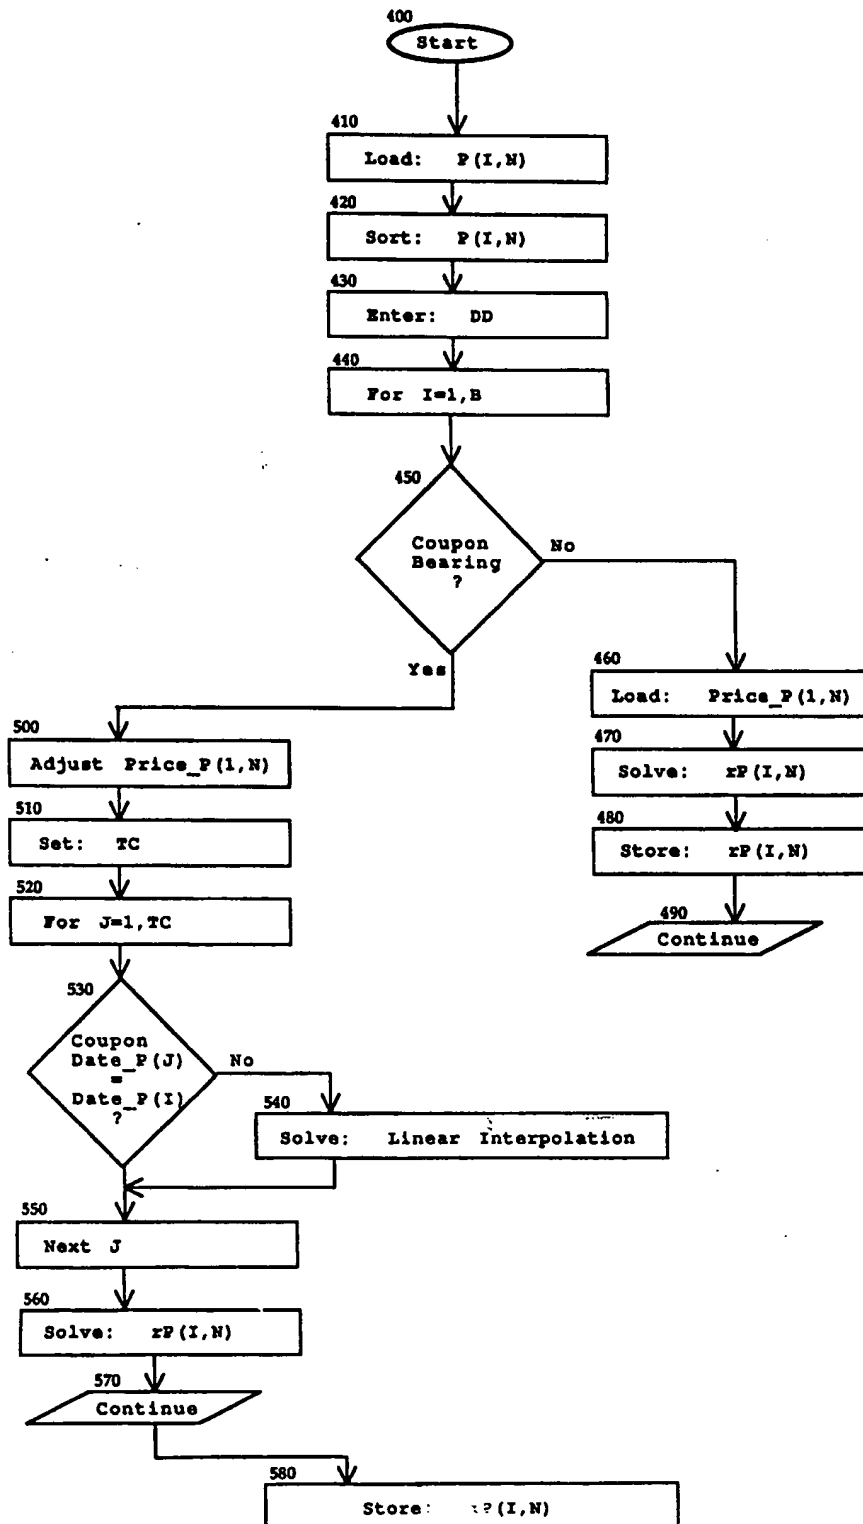 400
Start
410
Load: P(I,N)
420
Sort: P(I,N)
430
Enter: DD
440
For I=1,B
450
Coupon
Bearing
?
No
Yes
460
Load: Price_P(1,N)
470
Solve: rP(I,N)
480
Store: rP(I,N)
490
Continue
500
Adjust Price_P(1,N)
510
Set: TC
520
For J=1,TC
530
Coupon
Date_P(J)
=
Date_P(I)
?
No
540
Solve: Linear Interpolation
550
Next J
560
Solve: rP(I,N)
570
Continue
580
Store: rP(I,N)